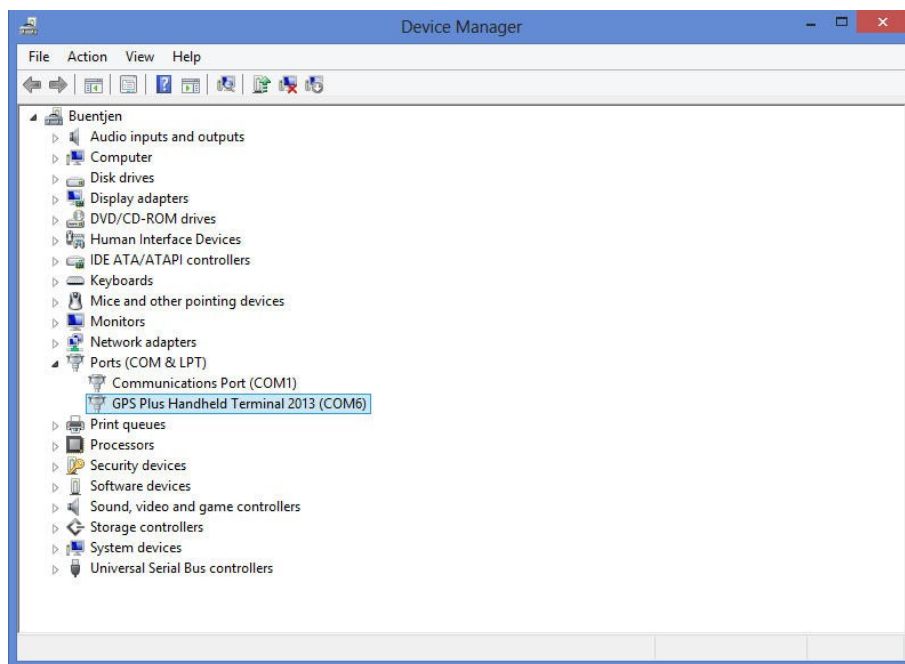 Device Manager
File Action View Help
Buentjen
Audio inputs and outputs
Computer
Disk drives
Display adapters
DVD/CD-ROM drives
Human Interface Devices
IDE ATA/ATAPI controllers
Keyboards
Mice and other pointing devices
Monitors
Network adapters
Ports (COM & LPT)
Communications Port (COM1)
GPS Plus Handheld Terminal 2013 (COM6)
Print queues
Processors
Security devices
Software devices
Sound, video and game controllers
Storage controllers
System devices
Universal Serial Bus controllers